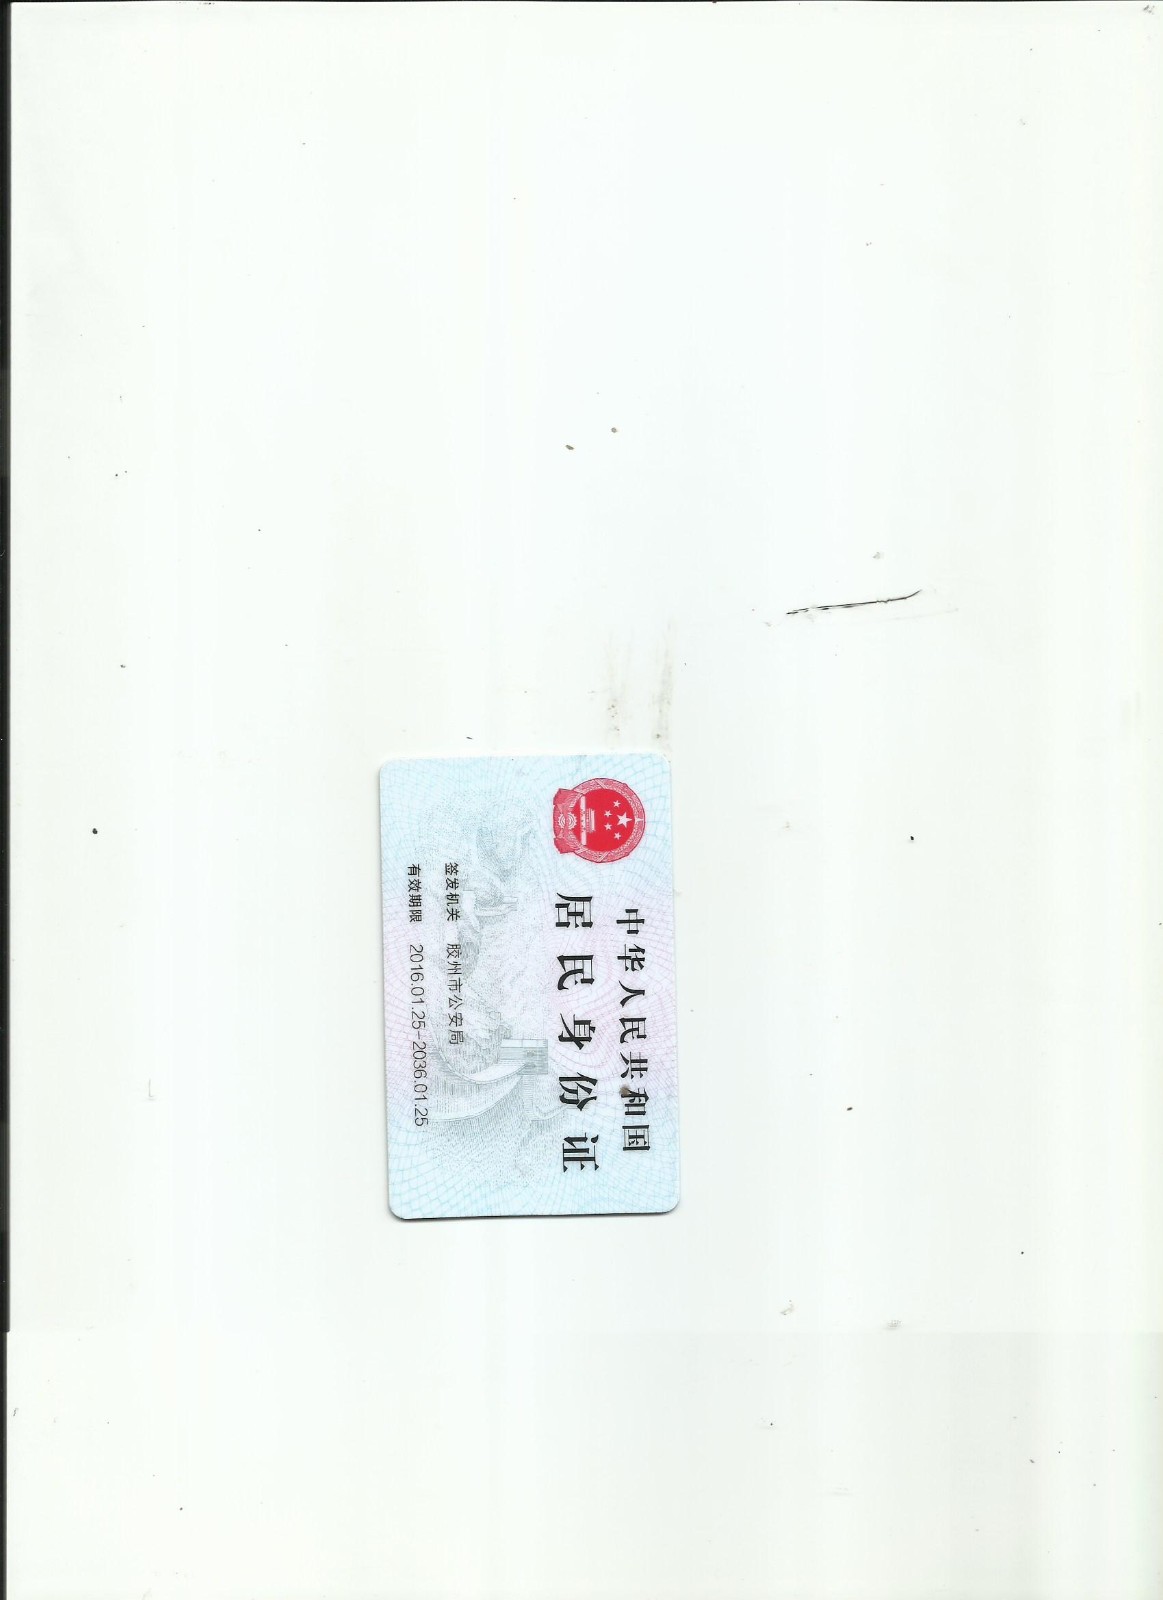 中华人民共和国
居民身份证
签发机关 胶州市公安局
有效期限 2016.01.25-2036.01.25